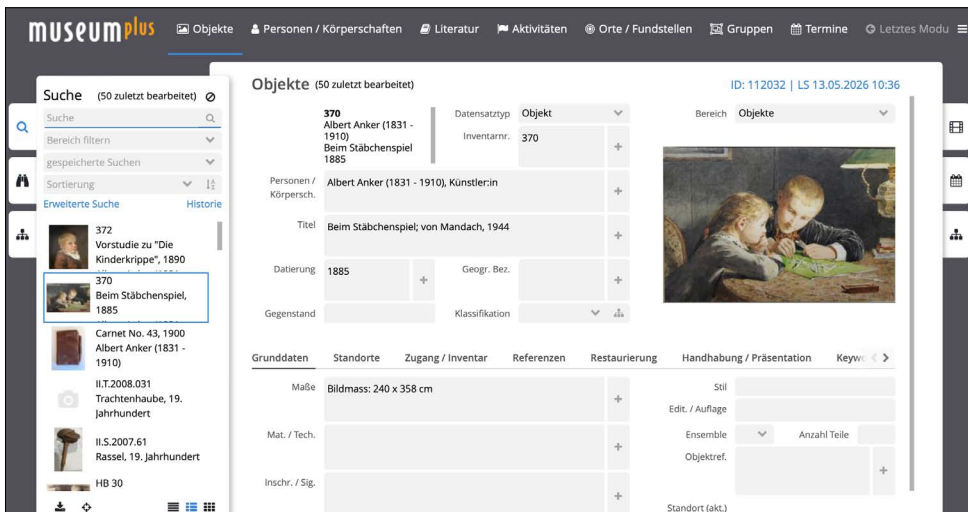 museumplus
Objekte
Personen / Körperschaften
Literatur
Aktivitäten
Orte / Fundstellen
Gruppen
Termine
Letztes Modu
Suche (50 zuletzt bearbeitet)
Suche
Bereich filtern
gespeicherte Suchen
Sortierung
Erweiterte Suche
Historie
372
Vorstudie zu "Die
Kinderkrippe", 1890
370
Beim Stäbchenspiel,
1885
Carnet No. 43, 1900
Albert Anker (1831 -
1910)
II.T.2008.031
Trachtenhaube, 19.
Jahrhundert
II.S.2007.61
Rassel, 19. Jahrhundert
HB 30
Objekte (50 zuletzt bearbeitet)
ID: 112032 | LS 13.05.2026 10:36
370
Albert Anker (1831 -
1910)
Beim Stäbchenspiel
1885
Datensatztyp Objekt
Inventarnr. 370
Bereich Objekte
Personen /
Körpersch.
Albert Anker (1831 - 1910), Künstler:in
Titel Beim Stäbchenspiel; von Mandach, 1944
Datierung 1885
Geogr. Bez.
Gegenstand
Klassifikation
Grunddaten
Standorte
Zugang / Inventar
Referenzen
Restaurierung
Handhabung / Präsentation
Keywo
Maße Bildmass: 240 x 358 cm
Mat. / Tech.
Inschr. / Sig.
Stil
Edit. / Auflage
Ensemble
Anzahl Teile
Objektref.
Standort (akt.)